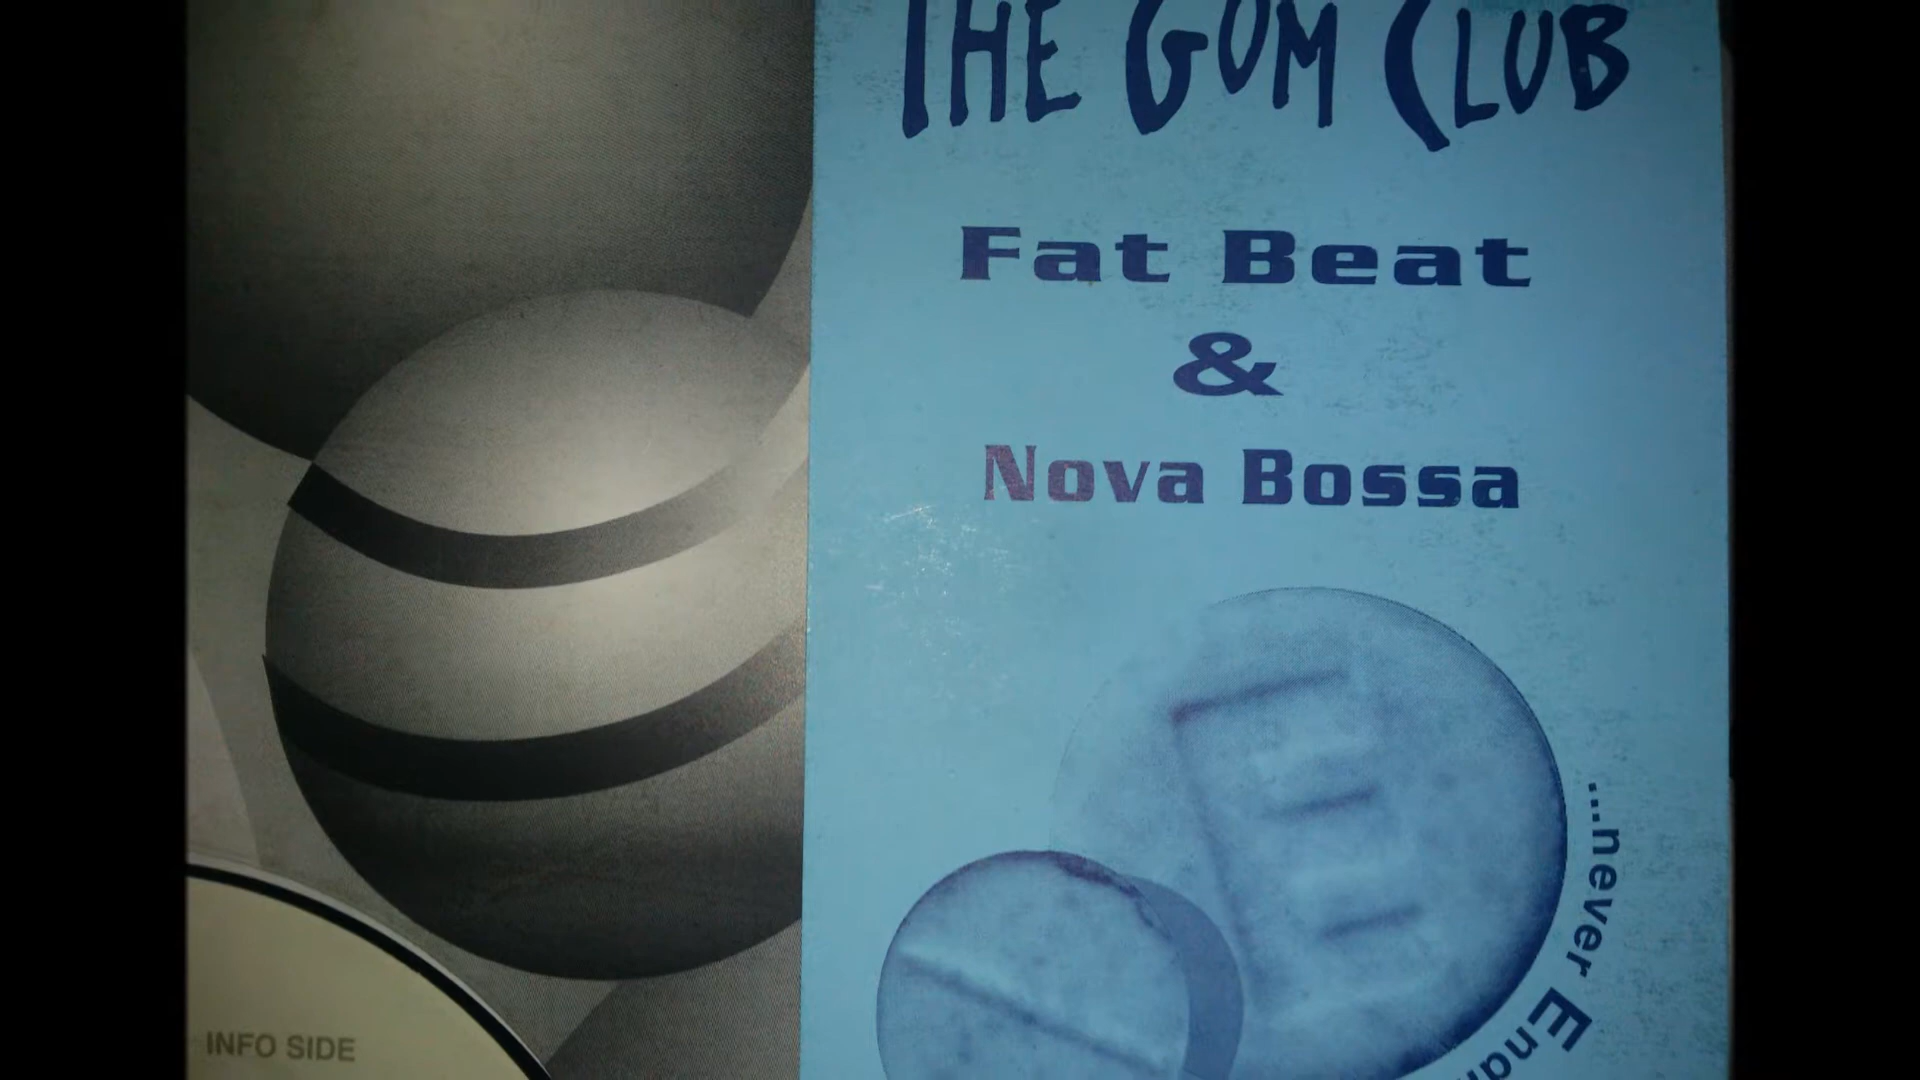 THE GUM CLUB
Fat Beat
&
Nova Bossa
...never
INFO SIDE